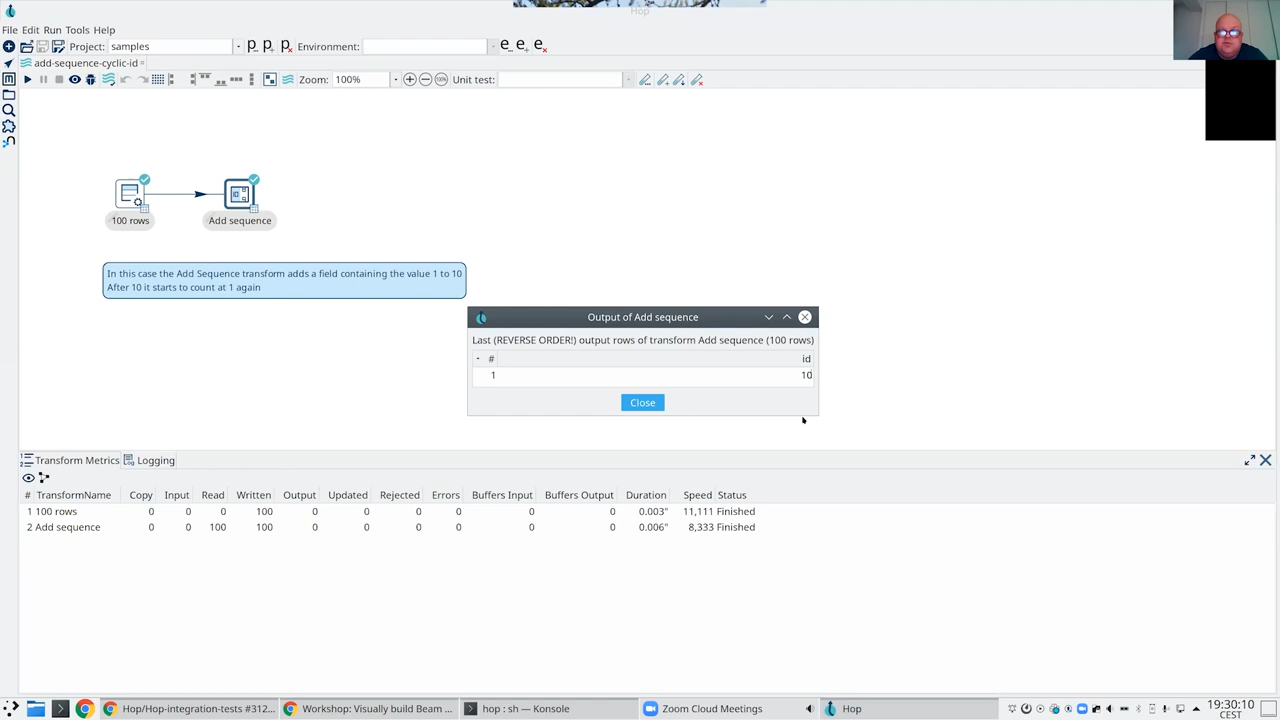 Hop
File Edit Run Tools Help
Project: samples Environment:
add-sequence-cyclic-id
Zoom: 100% Unit test:
100 rows Add sequence
In this case the Add Sequence transform adds a field containing the value 1 to 10
After 10 it starts to count at 1 again
Output of Add sequence
Last (REVERSE ORDER!) output rows of transform Add sequence (100 rows)
# id
1 10
Close
Transform Metrics Logging
# TransformName Copy Input Read Written Output Updated Rejected Errors Buffers Input Buffers Output Duration Speed Status
1 100 rows 0 0 0 100 0 0 0 0 0 0 0.003" 11,111 Finished
2 Add sequence 0 0 100 100 0 0 0 0 0 0 0.006" 8,333 Finished
Hop/Hop-integration-tests #312... Workshop: Visually build Beam ... hop : sh — Konsole Zoom Cloud Meetings Hop 19:30:10
CEST